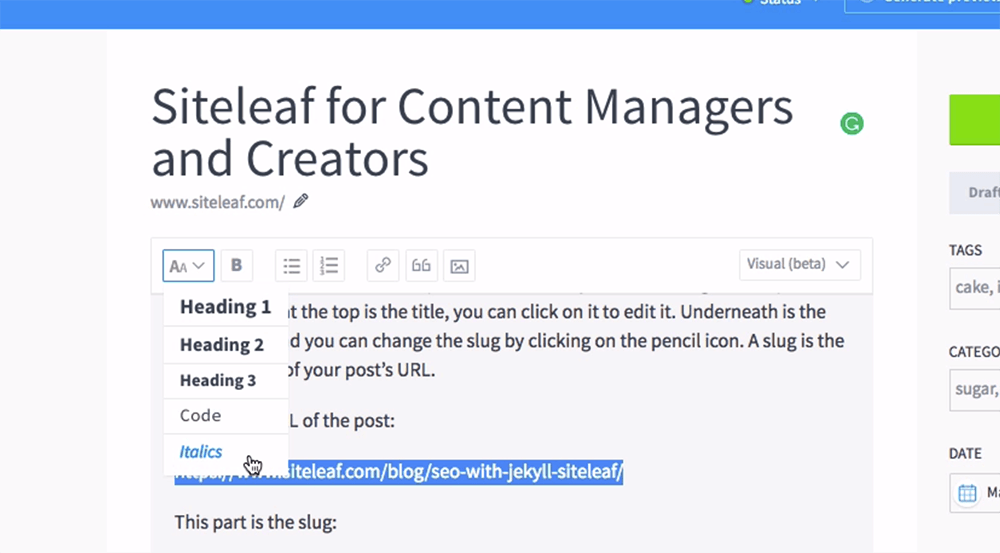 Status
Siteleaf for Content Managers
and Creators
www.siteleaf.com/
AA
B
Visual (beta)
Heading 1
Heading 2
Heading 3
Code
Italics
at the top is the title, you can click on it to edit it. Underneath is the
you can change the slug by clicking on the pencil icon. A slug is the
of your post's URL.
of the post:
https://www.siteleaf.com/blog/seo-with-jekyll-siteleaf/
This part is the slug:
Draft
TAGS
cake,
CATEGO
sugar,
DATE
Ma